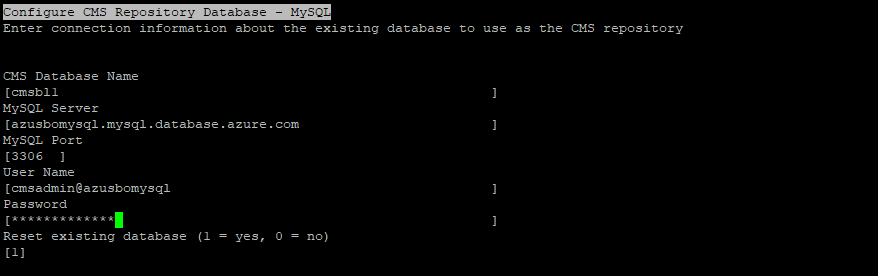 Configure CMS Repository Database - MySQL
Enter connection information about the existing database to use as the CMS repository
CMS Database Name
[cmsbl1 ]
MySQL Server
[azusbomysql.mysql.database.azure.com ]
MySQL Port
[3306 ]
User Name
[cmsadmin@azusbomysql ]
Password
[************* ]
Reset existing database (1 = yes, 0 = no)
[1]